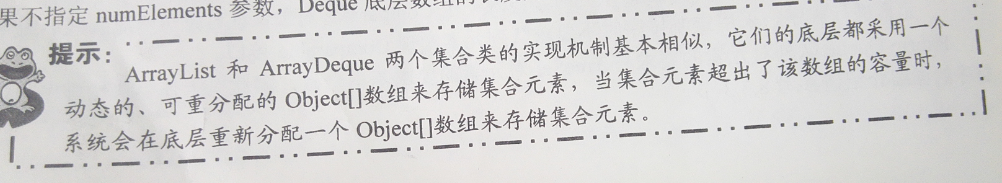 果不指定 numElements 参数，Deque 底层数组的长
提示：
ArrayList 和 ArrayDeque 两个集合类的实现机制基本相似，它们的底层都采用一个
动态的、可重分配的 Object[]数组来存储集合元素，当集合元素超出了该数组的容量时，
系统会在底层重新分配一个 Object[]数组来存储集合元素。